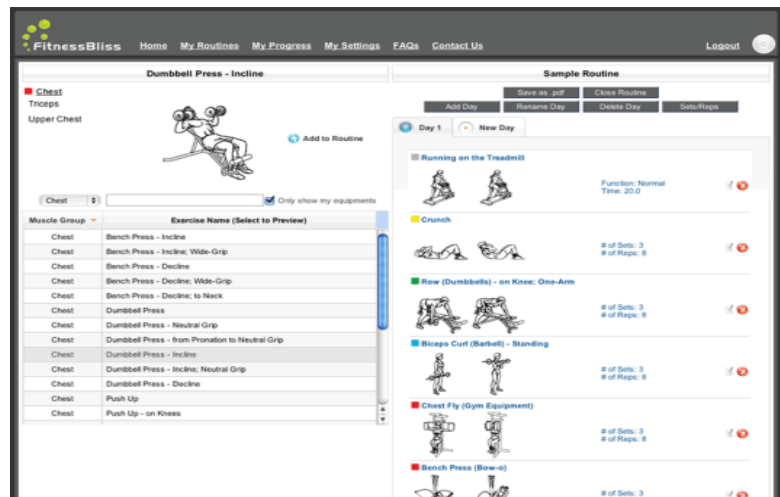 FitnessBliss Home My Routines My Progress My Settings FAQs Contact Us Logout
Dumbbell Press - Incline
Chest
Triceps
Upper Chest
Add to Routine
Chest
Only show my equipments
Muscle Group Exercise Name (Select to Preview)
Chest Bench Press - Incline
Chest Bench Press - Incline; Wide-Grip
Chest Bench Press - Decline
Chest Bench Press - Decline; Wide-Grip
Chest Bench Press - Decline; to Neck
Chest Dumbbell Press
Chest Dumbbell Press - Neutral Grip
Chest Dumbbell Press - from Pronation to Neutral Grip
Chest Dumbbell Press - Incline
Chest Dumbbell Press - Incline; Neutral Grip
Chest Dumbbell Press - Decline
Chest Push Up
Chest Push Up - on Knees
Sample Routine
Save as .pdf Close Routine
Add Day Rename Day Delete Day Sets/Reps
Day 1 New Day
Running on the Treadmill
Function: Normal
Time: 20.0
Crunch
# of Sets: 3
# of Reps: 8
Row (Dumbbells) - on Knee; One-Arm
# of Sets: 3
# of Reps: 8
Biceps Curl (Barbell) - Standing
# of Sets: 3
# of Reps: 8
Chest Fly (Gym Equipment)
# of Sets: 3
# of Reps: 8
Bench Press (Bow-o)
# of Sets: 3